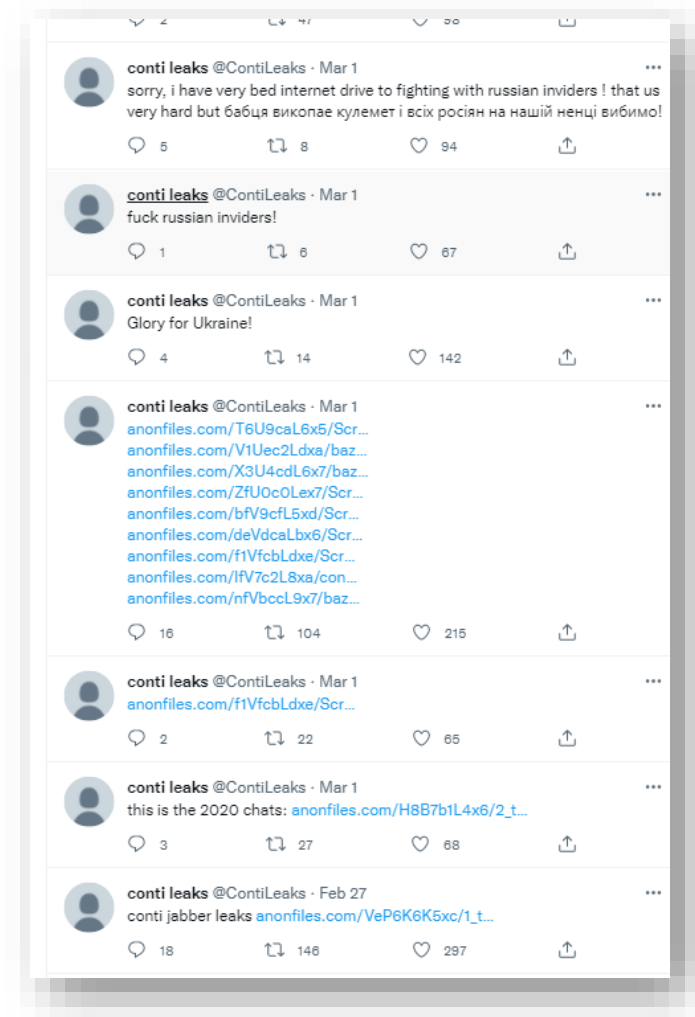 2 47 98
conti leaks @ContiLeaks · Mar 1
sorry, i have very bed internet drive to fighting with russian inviders ! that us
very hard but бабця викопае кулемет і всіх росіян на нашій ненці вибимо!
5 8 94
conti leaks @ContiLeaks · Mar 1
fuck russian inviders!
1 6 67
conti leaks @ContiLeaks · Mar 1
Glory for Ukraine!
4 14 142
conti leaks @ContiLeaks · Mar 1
anonfiles.com/T6U9caL6x5/Scr...
anonfiles.com/V1Uec2Ldxa/baz...
anonfiles.com/X3U4cdL6x7/baz...
anonfiles.com/ZfU0c0Lex7/Scr...
anonfiles.com/bfV9cfL5xd/Scr...
anonfiles.com/deVdcaLbx6/Scr...
anonfiles.com/f1VfcbLdxe/Scr...
anonfiles.com/lfV7c2L8xa/con...
anonfiles.com/nfVbccL9x7/baz...
16 104 215
conti leaks @ContiLeaks · Mar 1
anonfiles.com/f1VfcbLdxe/Scr...
2 22 65
conti leaks @ContiLeaks · Mar 1
this is the 2020 chats: anonfiles.com/H8B7b1L4x6/2_t...
3 27 68
conti leaks @ContiLeaks · Feb 27
conti jabber leaks anonfiles.com/VeP6K6K5xc/1_t...
18 146 297